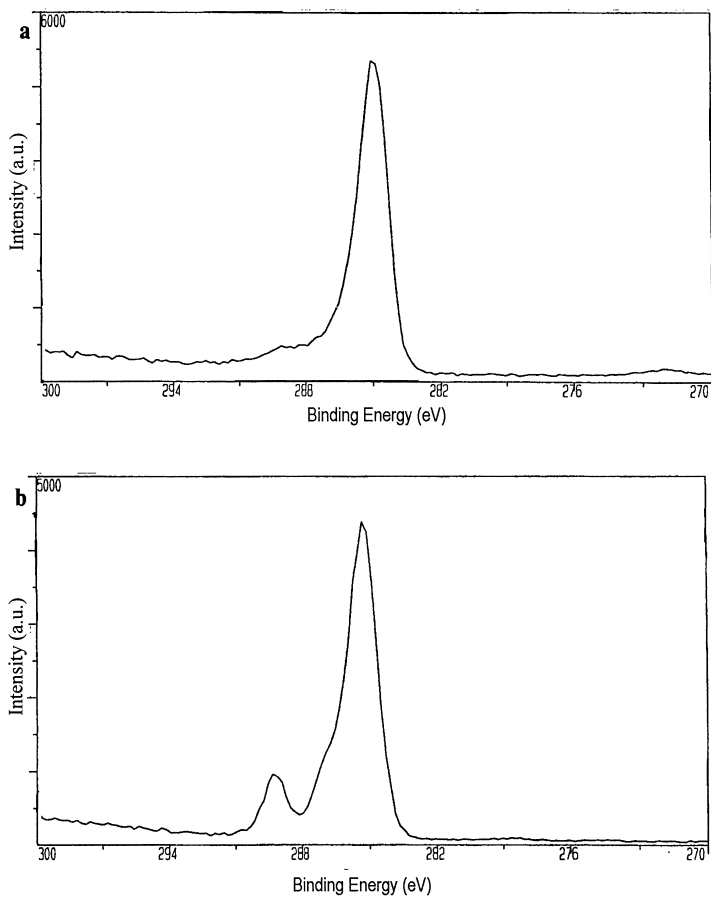 a
6000
Intensity (a.u.)
300 294 288 282 276 270
Binding Energy (eV)
b
5000
Intensity (a.u.)
300 294 288 282 276 270
Binding Energy (eV)